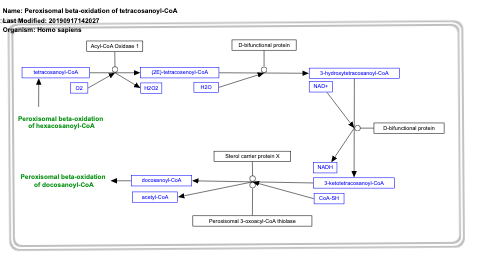 Name: Peroxisomal beta-oxidation of tetracosanoyl-CoA
Last Modified: 20190917142027
Organism: Homo sapiens
Acyl-CoA Oxidase 1
D-bifunctional protein
tetracosanoyl-CoA
(2E)-tetracosenoyl-CoA
3-hydroxytetracosanoyl-CoA
O2
H2O2
H2O
NAD+
Peroxisomal beta-oxidation
of hexacosanoyl-CoA
D-bifunctional protein
Sterol carrier protein X
NADH
Peroxisomal beta-oxidation
of docosanoyl-CoA
docosanoyl-CoA
3-ketotetracosanoyl-CoA
acetyl-CoA
CoA-SH
Peroxisomal 3-oxoacyl-CoA thiolase